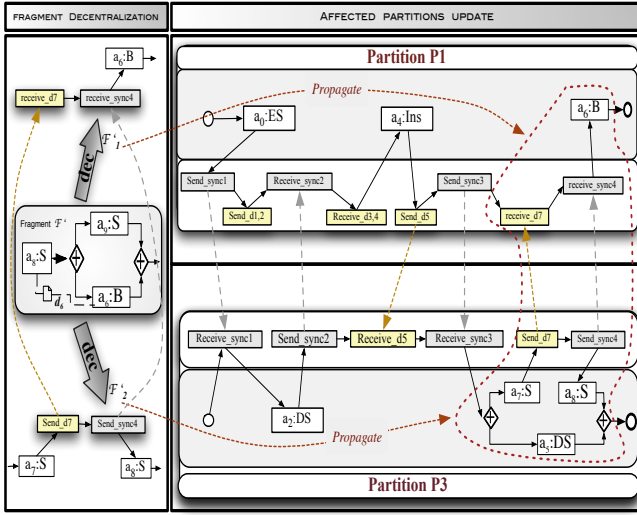 FRAGMENT DECENTRALIZATION
AFFECTED PARTITIONS UPDATE
a6:B
receive_d7
receive_sync4
dec
F'1
Fragment F'
a9:S
a8:S
a6:B
d6
dec
F'2
Send_d7
Send_sync4
a7:S
a8:S
Partition P1
Propagate
a0:ES
a4:Ins
a6:B
Send_sync1
Receive_sync2
Send_sync3
receive_sync4
Send_d1,2
Receive_d3,4
Send_d5
receive_d7
Receive_sync1
Send_sync2
Receive_d5
Receive_sync3
Send_d7
Send_sync4
a7:S
a8:S
a2:DS
a5:DS
Propagate
Partition P3